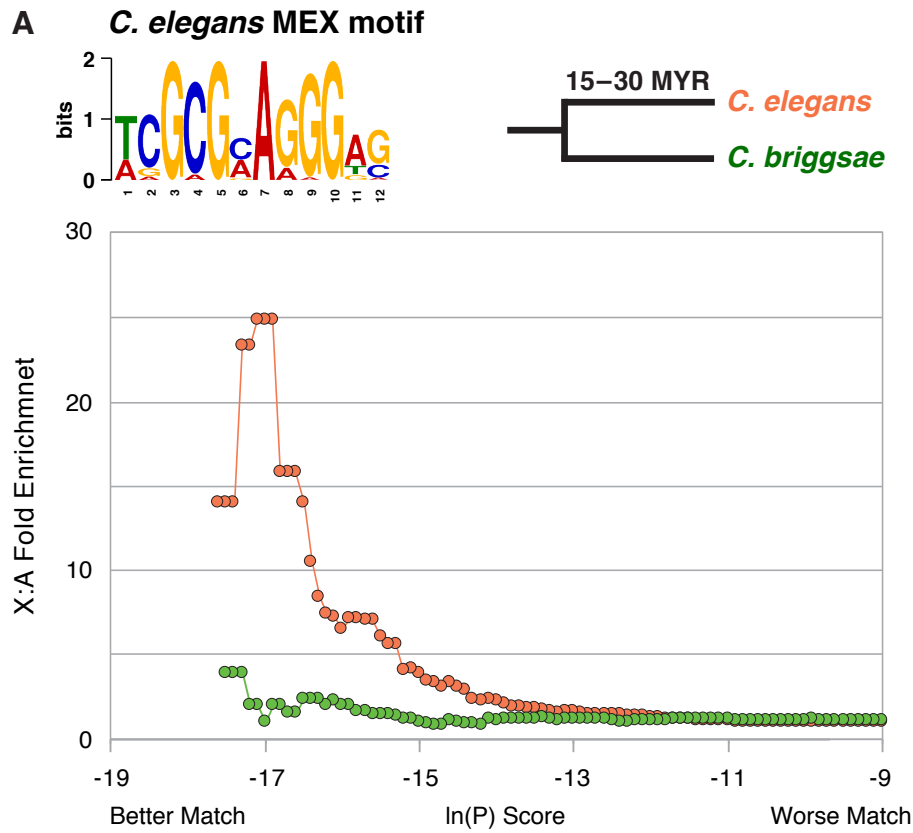 A C. elegans MEX motif
2
15–30 MYR
C. elegans
bits
1
C. briggsae
0
TCGCGCAGGGAG
1 2 3 4 5 6 7 8 9 10 11 12
30
20
X:A Fold Enrichmnet
10
0
-19 -17 -15 -13 -11 -9
Better Match ln(P) Score Worse Match